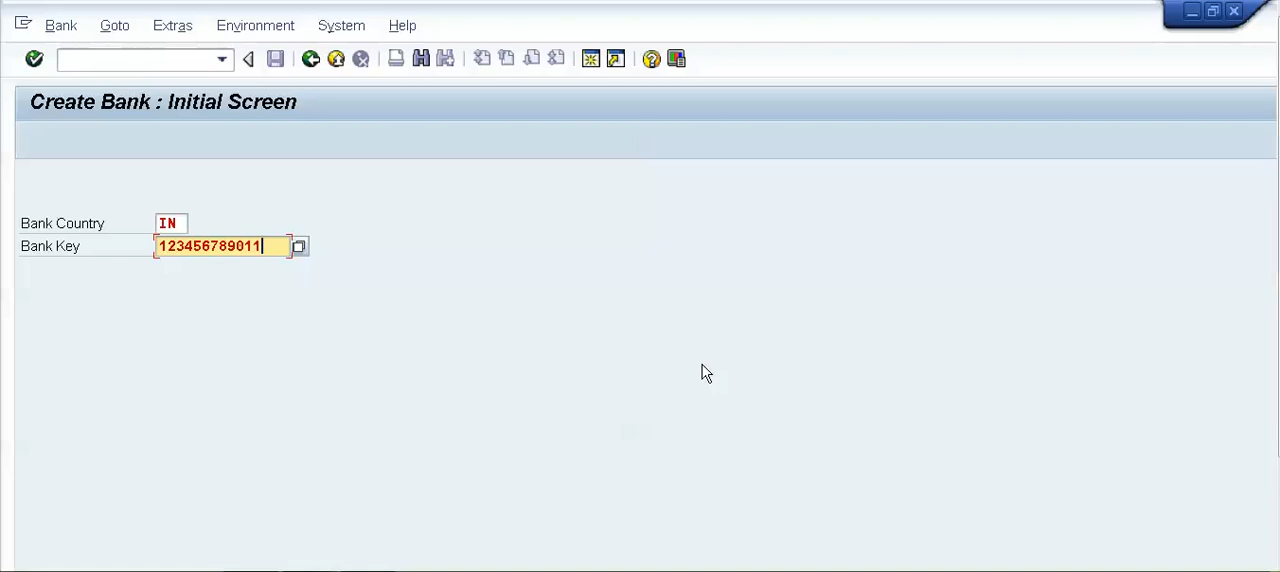 Bank Goto Extras Environment System Help
Create Bank : Initial Screen
Bank Country IN
Bank Key 123456789011